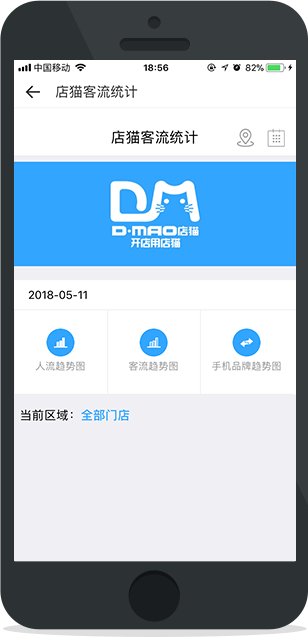 中国移动 18:56 82%
店猫客流统计
店猫客流统计
DM
D-MAO店猫
开店用店猫
2018-05-11
人流趋势图 客流趋势图 手机品牌趋势图
当前区域：全部门店